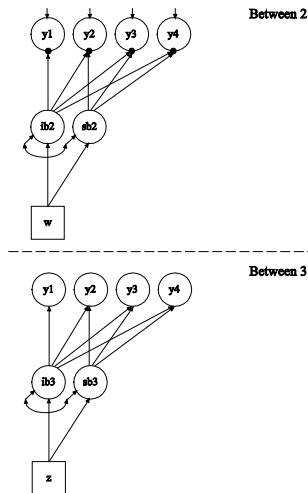 Between 2
y1 y2 y3 y4
ib2 sb2
w
Between 3
y1 y2 y3 y4
ib3 sb3
z